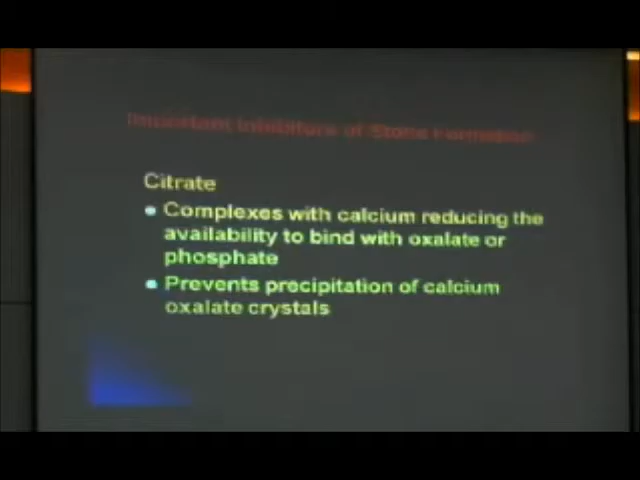 Important Inhibitors of Stone Formation
Citrate
Complexes with calcium reducing the
availability to bind with oxalate or
phosphate
Prevents precipitation of calcium
oxalate crystals